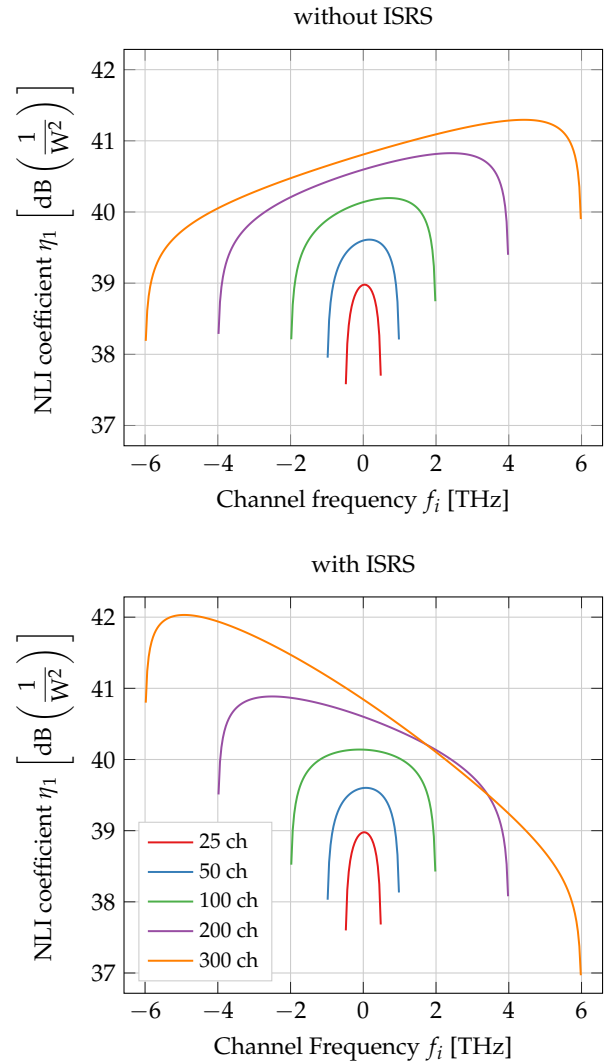 without ISRS
NLI coefficient η₁ [dB (1/W²)]
42
41
40
39
38
37
−6 −4 −2 0 2 4 6
Channel frequency fᵢ [THz]
with ISRS
NLI coefficient η₁ [dB (1/W²)]
42
41
40
39
38
37
25 ch
50 ch
100 ch
200 ch
300 ch
−6 −4 −2 0 2 4 6
Channel Frequency fᵢ [THz]